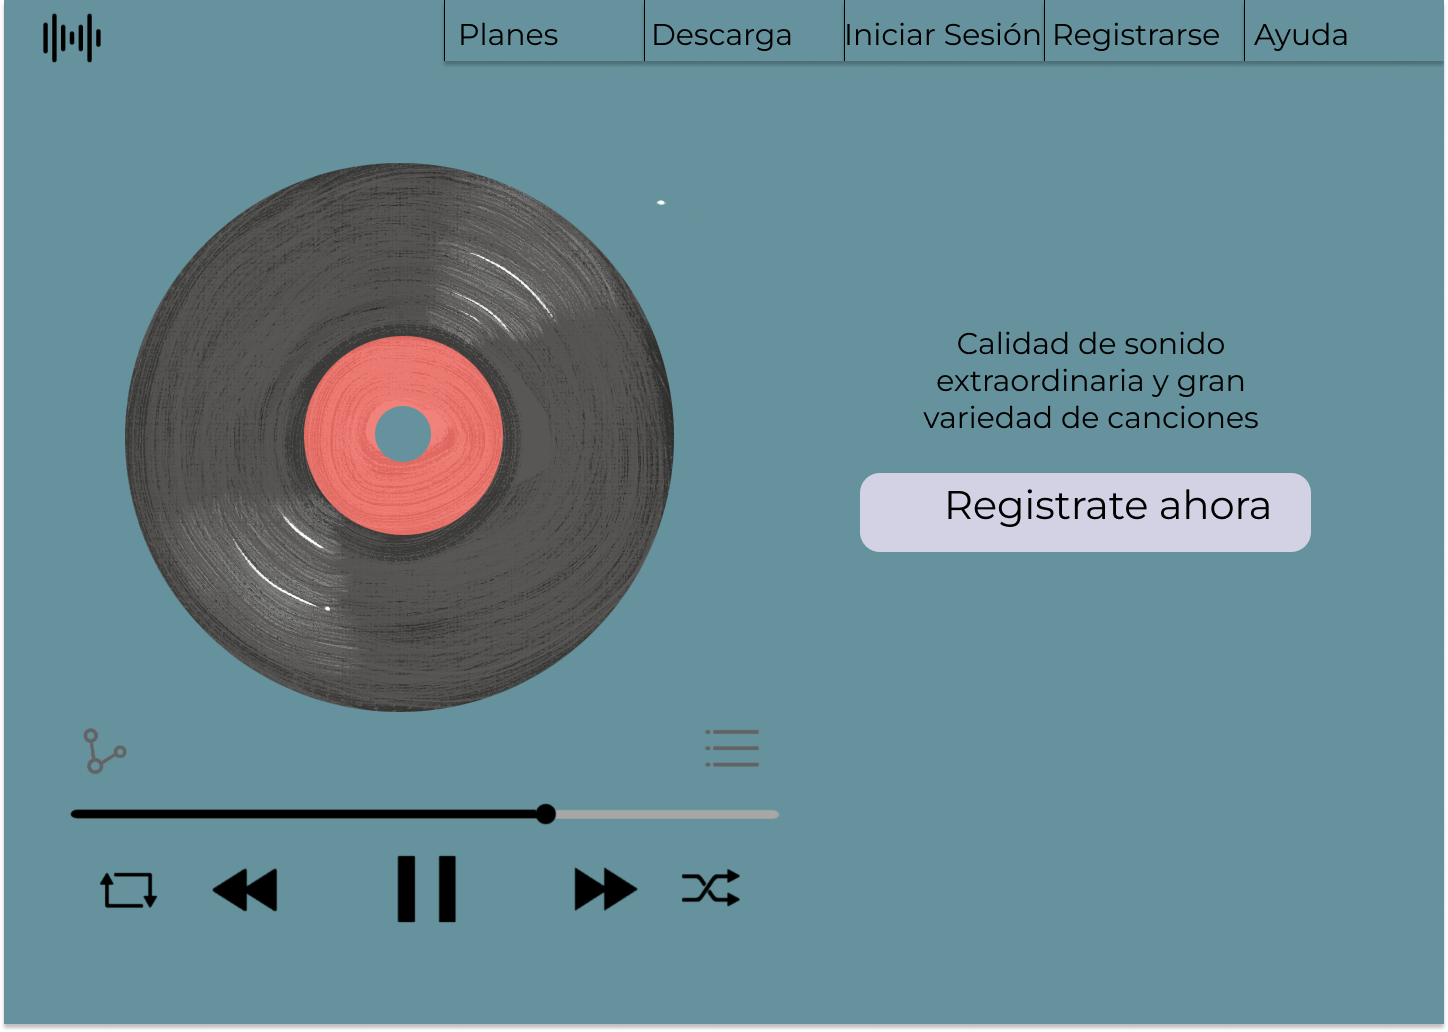 Planes Descarga Iniciar Sesión Registrarse Ayuda
Calidad de sonido
extraordinaria y gran
variedad de canciones
Registrate ahora